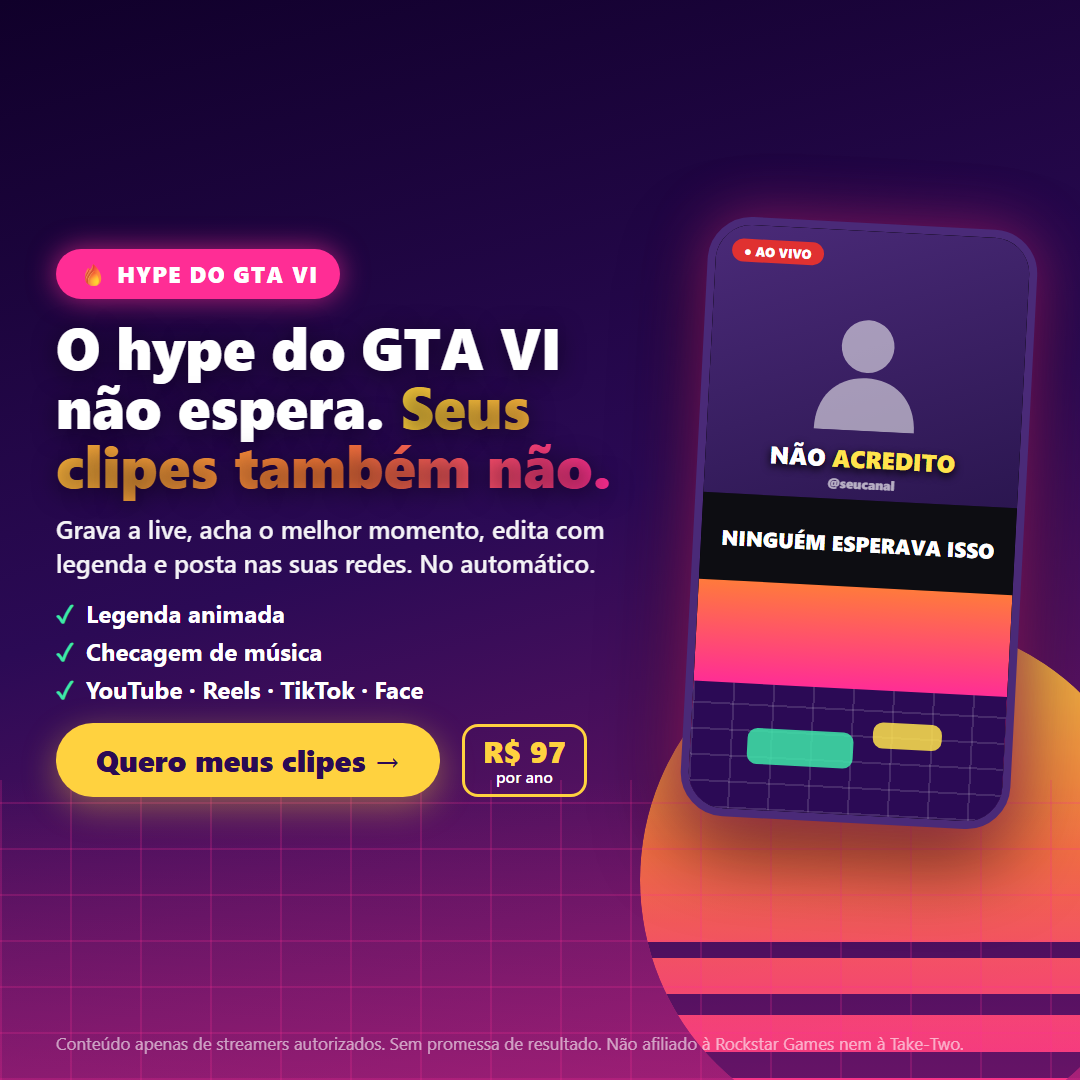 🔥 HYPE DO GTA VI
O hype do GTA VI
não espera. Seus
clipes também não.
Grava a live, acha o melhor momento, edita com
legenda e posta nas suas redes. No automático.
✓ Legenda animada
✓ Checagem de música
✓ YouTube · Reels · TikTok · Face
Quero meus clipes →
R$ 97
por ano
● AO VIVO
NÃO ACREDITO
@seucanal
NINGUÉM ESPERAVA ISSO
Conteúdo apenas de streamers autorizados. Sem promessa de resultado. Não afiliado à Rockstar Games nem à Take-Two.